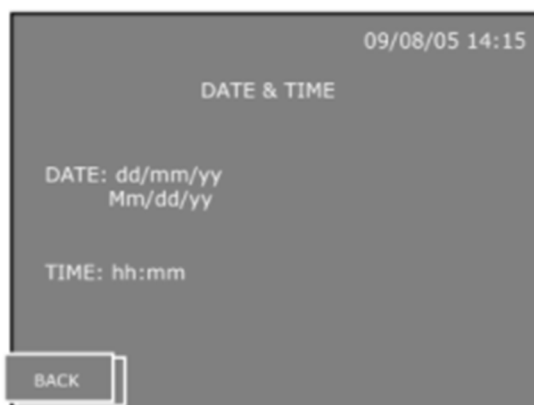 09/08/05 14:15
DATE & TIME
DATE: dd/mm/yy
Mm/dd/yy
TIME: hh:mm
BACK